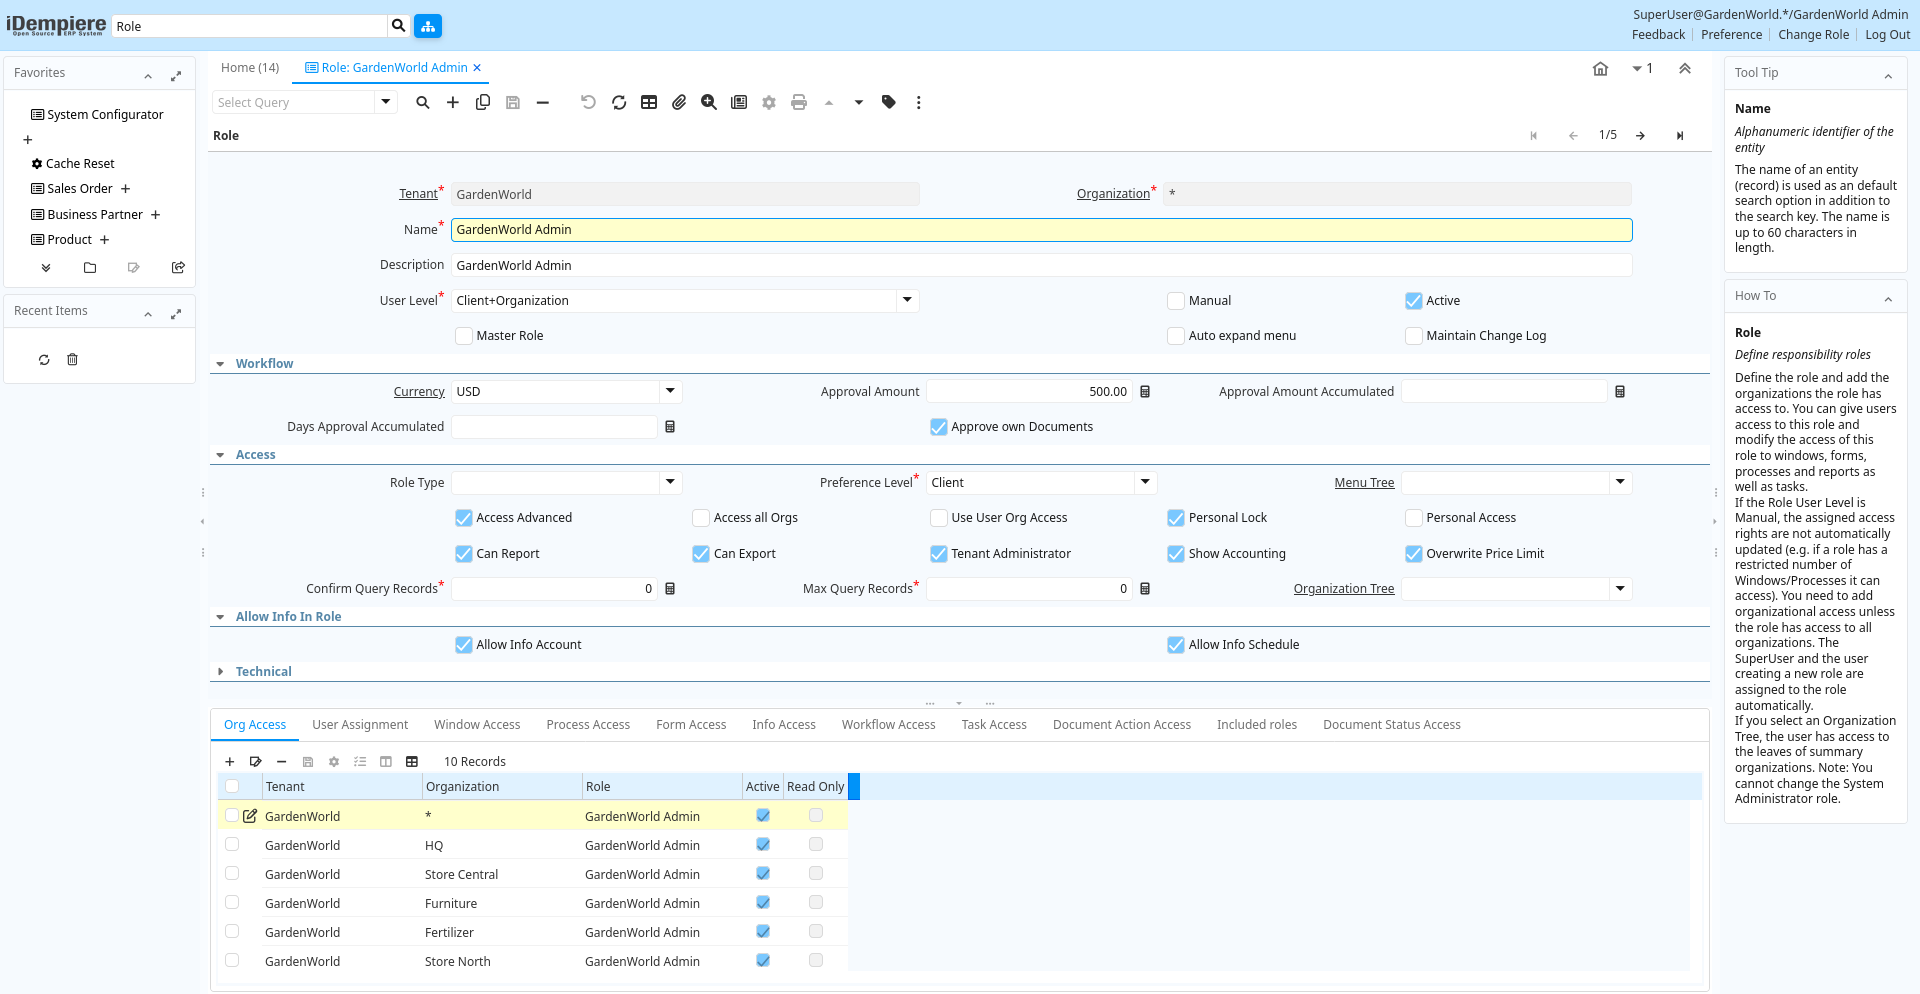 iDempiere
Open Source ERP System
Role
SuperUser@GardenWorld.*/GardenWorld Admin
Feedback
Preference
Change Role
Log Out
Favorites
System Configurator
Cache Reset
Sales Order
Business Partner
Product
Recent Items
Home (14)
Role: GardenWorld Admin
1
Select Query
Role
1/5
Tenant* GardenWorld
Organization* *
Name* GardenWorld Admin
Description GardenWorld Admin
User Level* Client+Organization
Manual
Active
Master Role
Auto expand menu
Maintain Change Log
Workflow
Currency USD
Approval Amount 500.00
Approval Amount Accumulated
Days Approval Accumulated
Approve own Documents
Access
Role Type
Preference Level* Client
Menu Tree
Access Advanced
Access all Orgs
Use User Org Access
Personal Lock
Personal Access
Can Report
Can Export
Tenant Administrator
Show Accounting
Overwrite Price Limit
Confirm Query Records* 0
Max Query Records* 0
Organization Tree
Allow Info In Role
Allow Info Account
Allow Info Schedule
Technical
Org Access
User Assignment
Window Access
Process Access
Form Access
Info Access
Workflow Access
Task Access
Document Action Access
Included roles
Document Status Access
10 Records
Tenant Organization Role Active Read Only
GardenWorld * GardenWorld Admin
GardenWorld HQ GardenWorld Admin
GardenWorld Store Central GardenWorld Admin
GardenWorld Furniture GardenWorld Admin
GardenWorld Fertilizer GardenWorld Admin
GardenWorld Store North GardenWorld Admin
Tool Tip
Name
Alphanumeric identifier of the
entity
The name of an entity
(record) is used as an default
search option in addition to
the search key. The name is
up to 60 characters in
length.
How To
Role
Define responsibility roles
Define the role and add the
organizations the role has
access to. You can give users
access to this role and
modify the access of this
role to windows, forms,
processes and reports as
well as tasks.
If the Role User Level is
Manual, the assigned access
rights are not automatically
updated (e.g. if a role has a
restricted number of
Windows/Processes it can
access). You need to add
organizational access unless
the role has access to all
organizations. The
SuperUser and the user
creating a new role are
assigned to the role
automatically.
If you select an Organization
Tree, the user has access to
the leaves of summary
organizations. Note: You
cannot change the System
Administrator role.